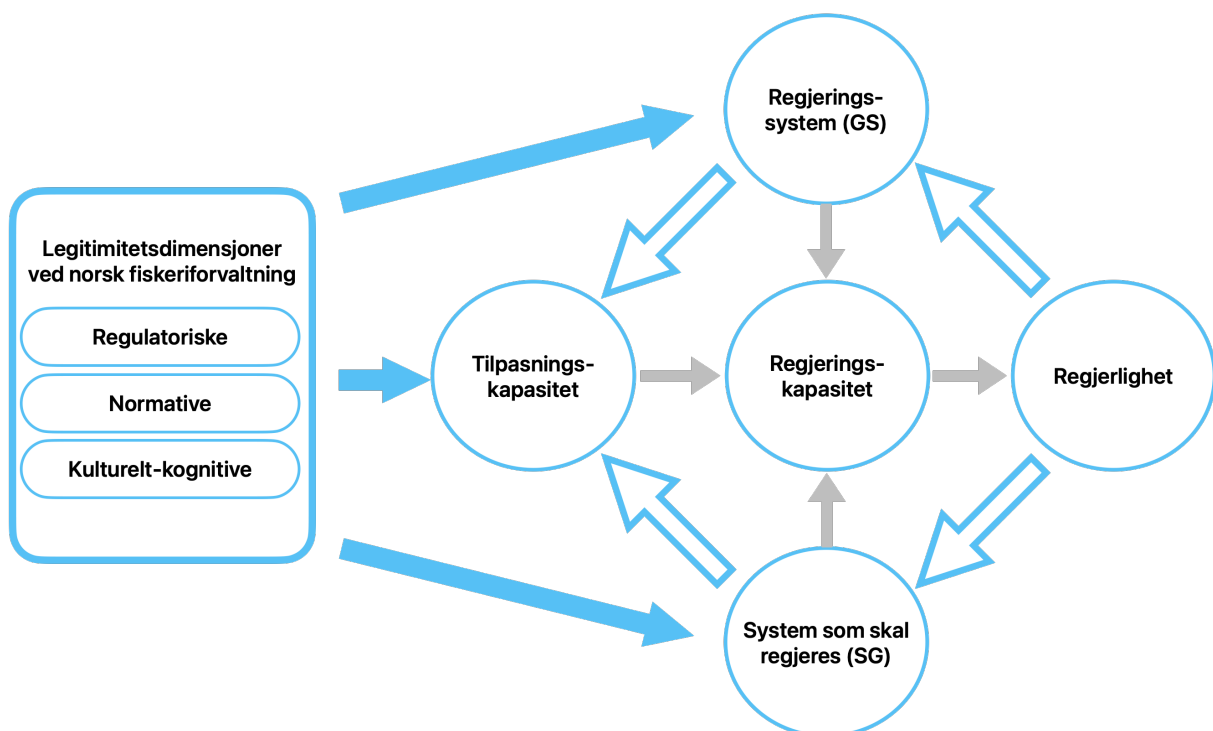 Regjerings-
system (GS)
Legitimitetsdimensjoner
ved norsk fiskeriforvaltning
Regulatoriske
Normative
Kulturelt-kognitive
Tilpasnings-
kapasitet
Regjerings-
kapasitet
Regjerlighet
System som skal
regjeres (SG)